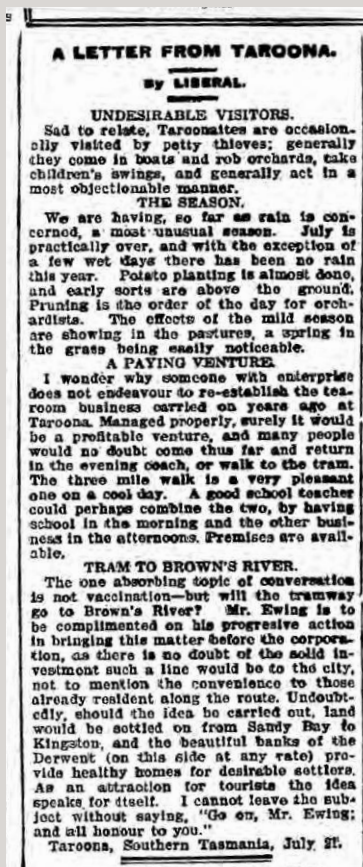 A LETTER FROM TAROONA.
By LIBERAL.
UNDESIRABLE VISITORS.
Sad to relate, Taroonaites are occasion-
ally visited by petty thieves; generally
they come in boats and rob orchards, take
children's swings, and generally act in a
most objectionable manner.
THE SEASON.
We are having, so far as rain is con-
cerned, a most unusual season. July is
practically over, and with the exception of
a few wet days there has been no rain
this year. Potato planting is almost done,
and early sorts are above the ground.
Pruning is the order of the day for orch-
ardists. The effects of the mild season
are showing in the pastures, a spring in
the grass being easily noticeable.
A PAYING VENTURE.
I wonder why someone with enterprise
does not endeavour to re-establish the tea-
room business carried on years ago at
Taroona. Managed properly, surely it would
be a profitable venture, and many people
would no doubt come thus far and return
in the evening coach, or walk to the tram.
The three mile walk is a very pleasant
one on a cool day. A good school teacher
could perhaps combine the two, by having
school in the morning and the other busi-
ness in the afternoons. Premises are avail-
able.
TRAM TO BROWN'S RIVER.
The one absorbing topic of conversation
is not vaccination—but will the tramway
go to Brown's River? Mr. Ewing is to
be complimented on his progresive action
in bringing this matter before the corpora-
tion, as there is no doubt of the solid in-
vestment such a line would be to the city,
not to mention the convenience to those
already resident along the route. Undoubt-
edly, should the idea be carried out, land
would be settled on from Sandy Bay to
Kingston, and the beautiful banks of the
Derwent (on this side at any rate) pro-
vide healthy homes for desirable settlers.
As an attraction for tourists the idea
speaks for itself. I cannot leave the sub-
ject without saying, "Go on, Mr. Ewing;
and all honour to you."
Taroona, Southern Tasmania, July